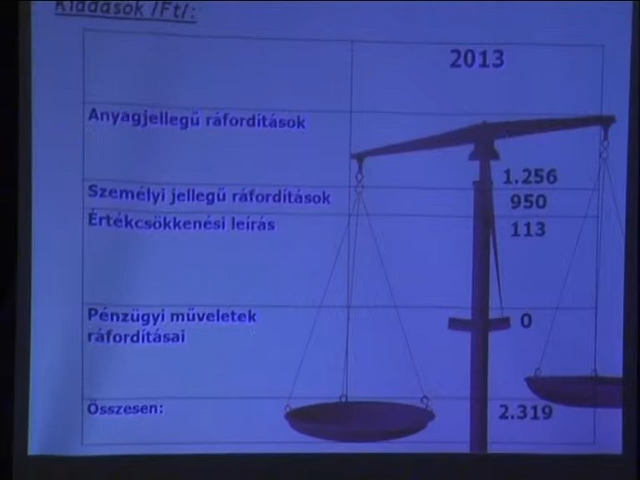 Kiadások /Ft/:
2013
Anyagjellegű ráfordítások
1.256
Személyi jellegű ráfordítások
950
Értékcsökkenési leírás
113
Pénzügyi műveletek
ráfordításai
0
Összesen:
2.319